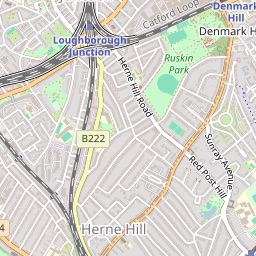 Catford Loop
Denmark
Hill
Denmark H
Loughborough
Junction
Ruskin
Park
Herne Hill Road
B222
Sunray Avenue
Red Post Hill
4
Herne Hill